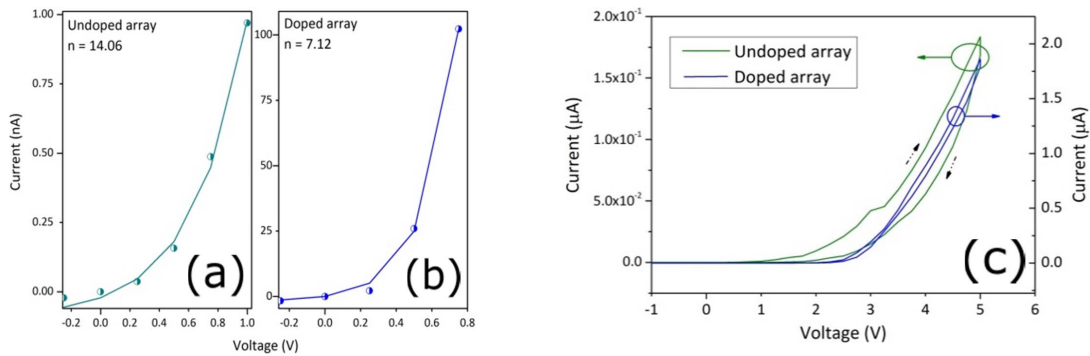 Undoped array
n = 14.06
1.00
0.75
0.50
0.25
0.00
Current (nA)
-0.2 0.0 0.2 0.4 0.6 0.8 1.0
(a)
Doped array
n = 7.12
100
75
50
25
0
-0.2 0.0 0.2 0.4 0.6 0.8
(b)
Voltage (V)
2.0x10⁻¹
1.5x10⁻¹
1.0x10⁻¹
5.0x10⁻²
0.0
Current (µA)
Undoped array
Doped array
2.0
1.5
1.0
0.5
0.0
Current (µA)
(c)
-1 0 1 2 3 4 5 6
Voltage (V)